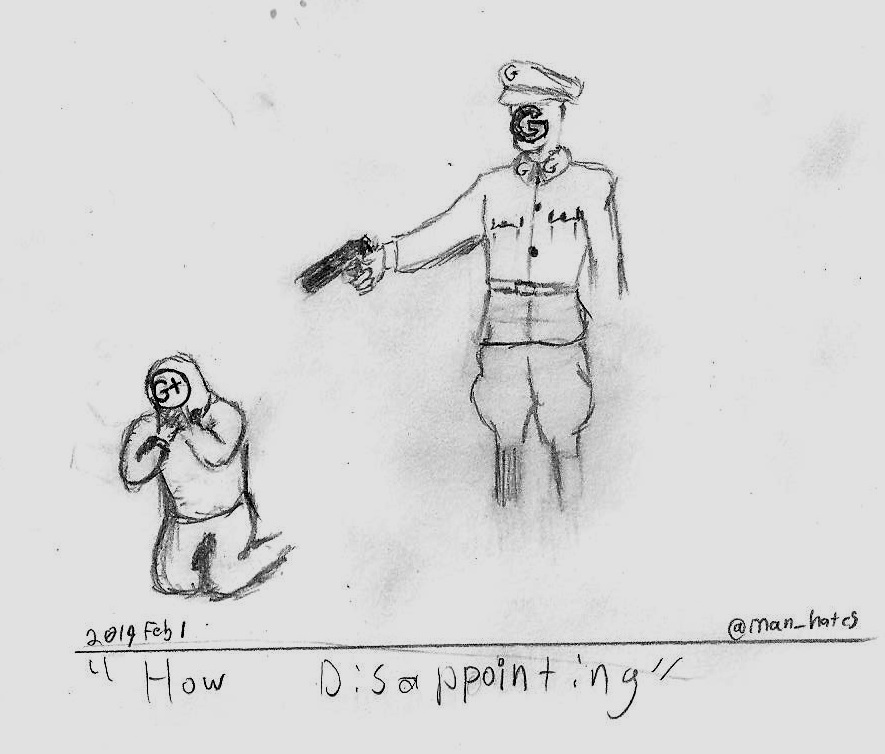 G
G
G G
G+
2019 Feb 1
@man_hates
"How Disappointing"